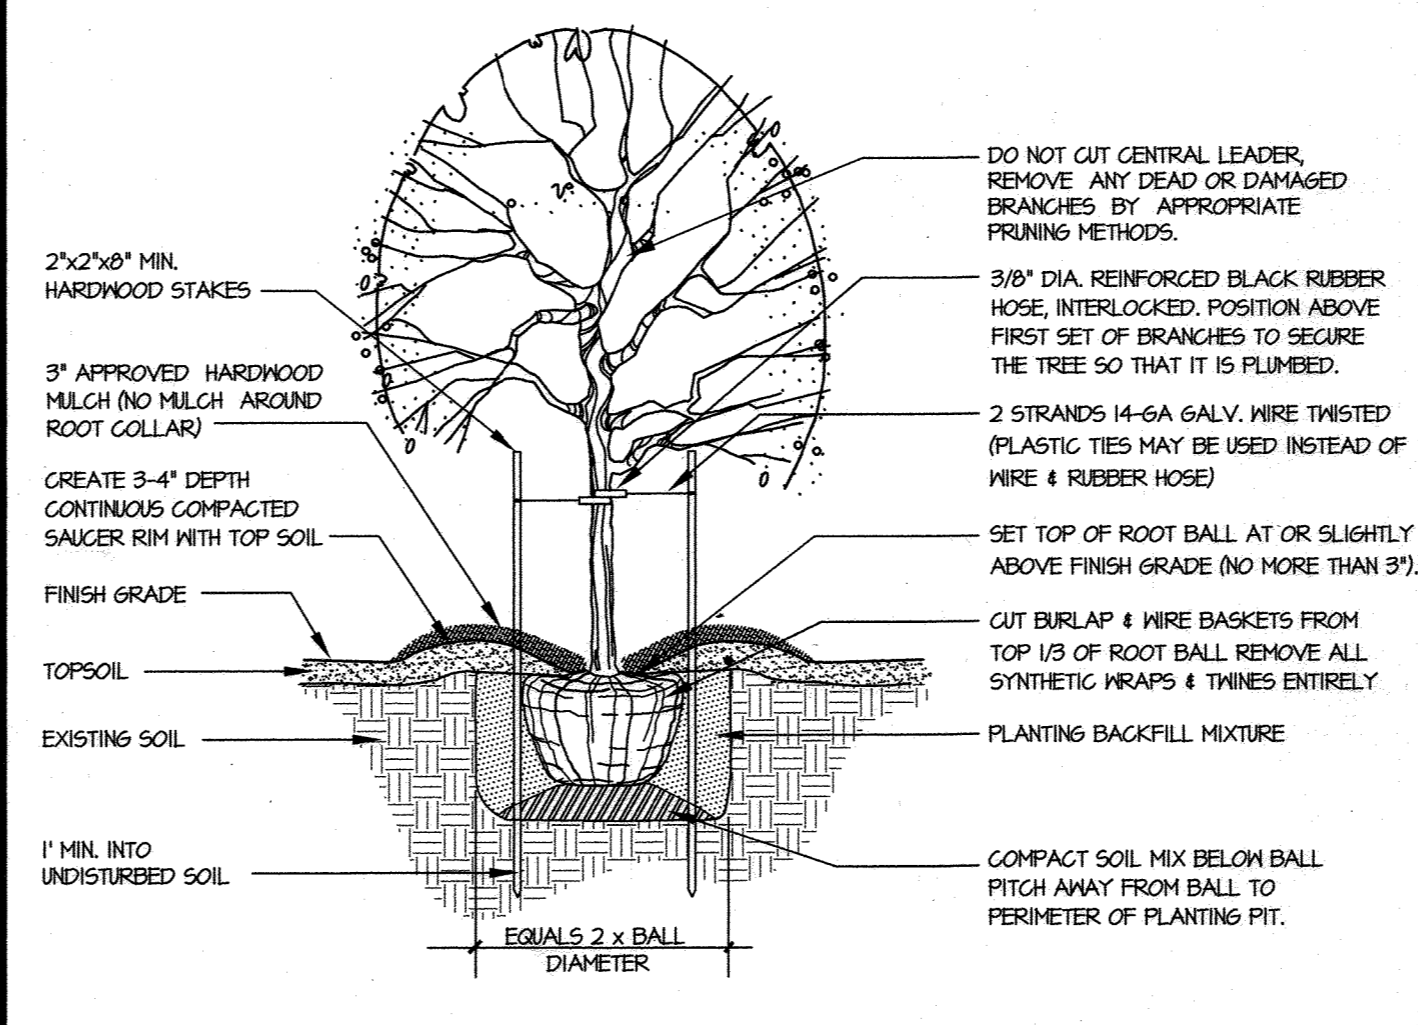 2"x2"x8" MIN.
HARDWOOD STAKES
3" APPROVED HARDWOOD
MULCH (NO MULCH AROUND
ROOT COLLAR)
CREATE 3-4" DEPTH
CONTINUOUS COMPACTED
SAUCER RIM WITH TOP SOIL
FINISH GRADE
TOPSOIL
EXISTING SOIL
1' MIN. INTO
UNDISTURBED SOIL
EQUALS 2 x BALL
DIAMETER
DO NOT CUT CENTRAL LEADER,
REMOVE ANY DEAD OR DAMAGED
BRANCHES BY APPROPRIATE
PRUNING METHODS.
3/8" DIA. REINFORCED BLACK RUBBER
HOSE, INTERLOCKED. POSITION ABOVE
FIRST SET OF BRANCHES TO SECURE
THE TREE SO THAT IT IS PLUMBED.
2 STRANDS 14-GA GALV. WIRE TWISTED
(PLASTIC TIES MAY BE USED INSTEAD OF
WIRE & RUBBER HOSE)
SET TOP OF ROOT BALL AT OR SLIGHTLY
ABOVE FINISH GRADE (NO MORE THAN 3").
CUT BURLAP & WIRE BASKETS FROM
TOP 1/3 OF ROOT BALL REMOVE ALL
SYNTHETIC WRAPS & TWINES ENTIRELY
PLANTING BACKFILL MIXTURE
COMPACT SOIL MIX BELOW BALL
PITCH AWAY FROM BALL TO
PERIMETER OF PLANTING PIT.